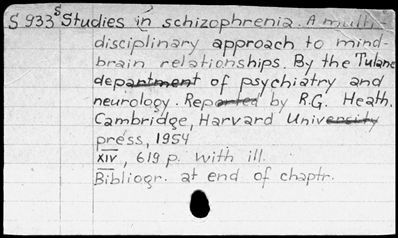 S 933s Studies in schizophrenia. A multi
disciplinary approach to mind-
brain relationships. By the Tulane
department of psychiatry and
neurology. Reported by R.G. Heath.
Cambridge, Harvard University
press, 1954
XIV, 619 p. with ill.
Bibliogr. at end of chaptr.